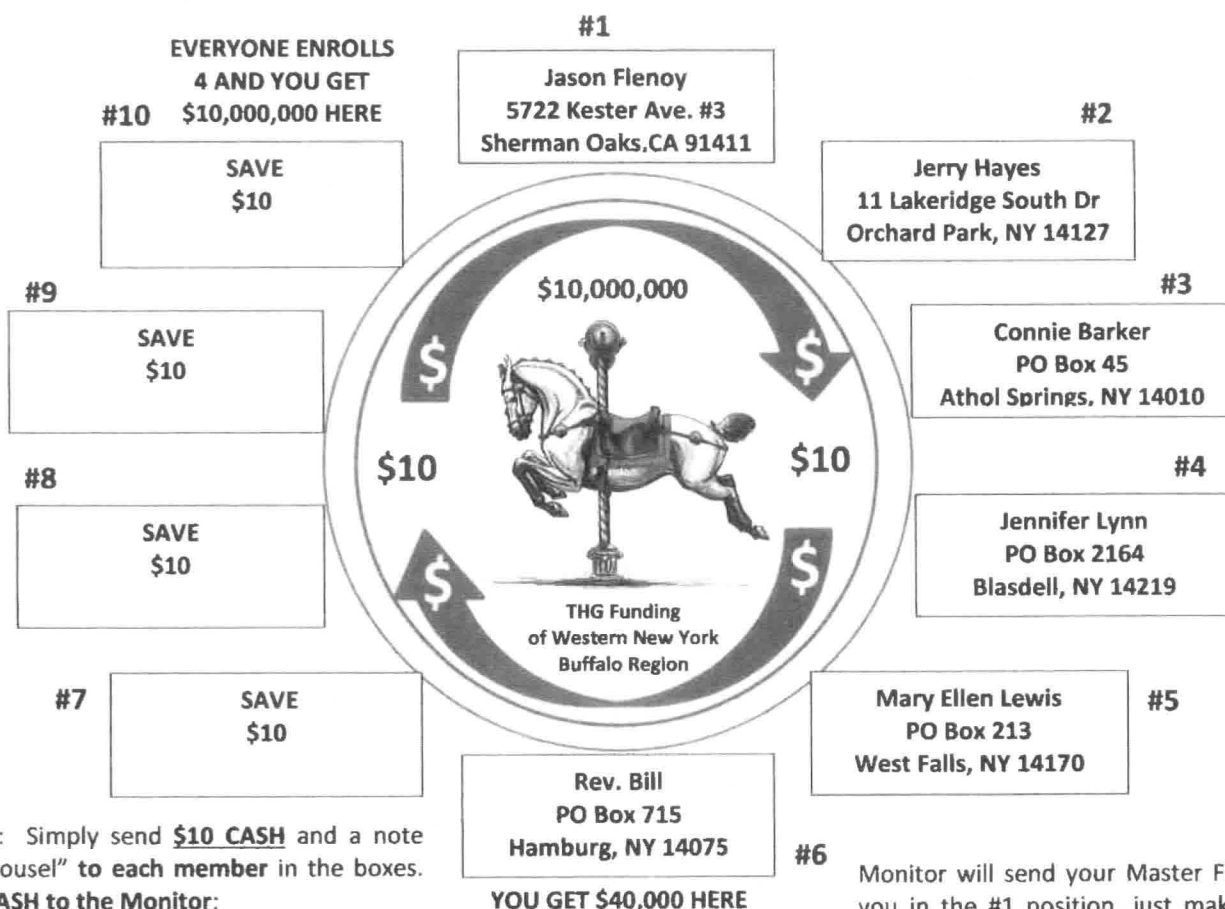 EVERYONE ENROLLS
4 AND YOU GET
$10,000,000 HERE
#1
Jason Flenoy
5722 Kester Ave. #3
Sherman Oaks,CA 91411
#2
Jerry Hayes
11 Lakeridge South Dr
Orchard Park, NY 14127
#3
Connie Barker
PO Box 45
Athol Springs, NY 14010
#4
Jennifer Lynn
PO Box 2164
Blasdell, NY 14219
#5
Mary Ellen Lewis
PO Box 213
West Falls, NY 14170
#6
Rev. Bill
PO Box 715
Hamburg, NY 14075
YOU GET $40,000 HERE
#7
SAVE
$10
#8
SAVE
$10
#9
SAVE
$10
#10
SAVE
$10
$10,000,000
$
$
$10
$10
$
$
THG Funding
of Western New York
Buffalo Region
: Simply send $10 CASH and a note
ousel” to each member in the boxes.
ASH to the Monitor:
Monitor will send your Master F
you in the #1 position, just mak